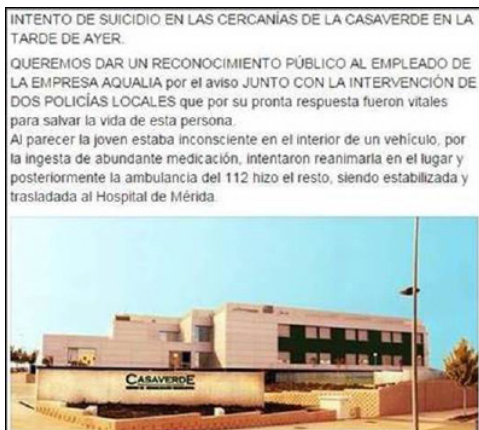 INTENTO DE SUICIDIO EN LAS CERCANÍAS DE LA CASAVERDE EN LA
TARDE DE AYER.
QUEREMOS DAR UN RECONOCIMIENTO PÚBLICO AL EMPLEADO DE
LA EMPRESA AQUALIA por el aviso JUNTO CON LA INTERVENCIÓN DE
DOS POLICÍAS LOCALES que por su pronta respuesta fueron vitales
para salvar la vida de esta persona.
Al parecer la joven estaba inconsciente en el interior de un vehículo, por
la ingesta de abundante medicación, intentaron reanimarla en el lugar y
posteriormente la ambulancia del 112 hizo el resto, siendo estabilizada y
trasladada al Hospital de Mérida.
CASAVERDE